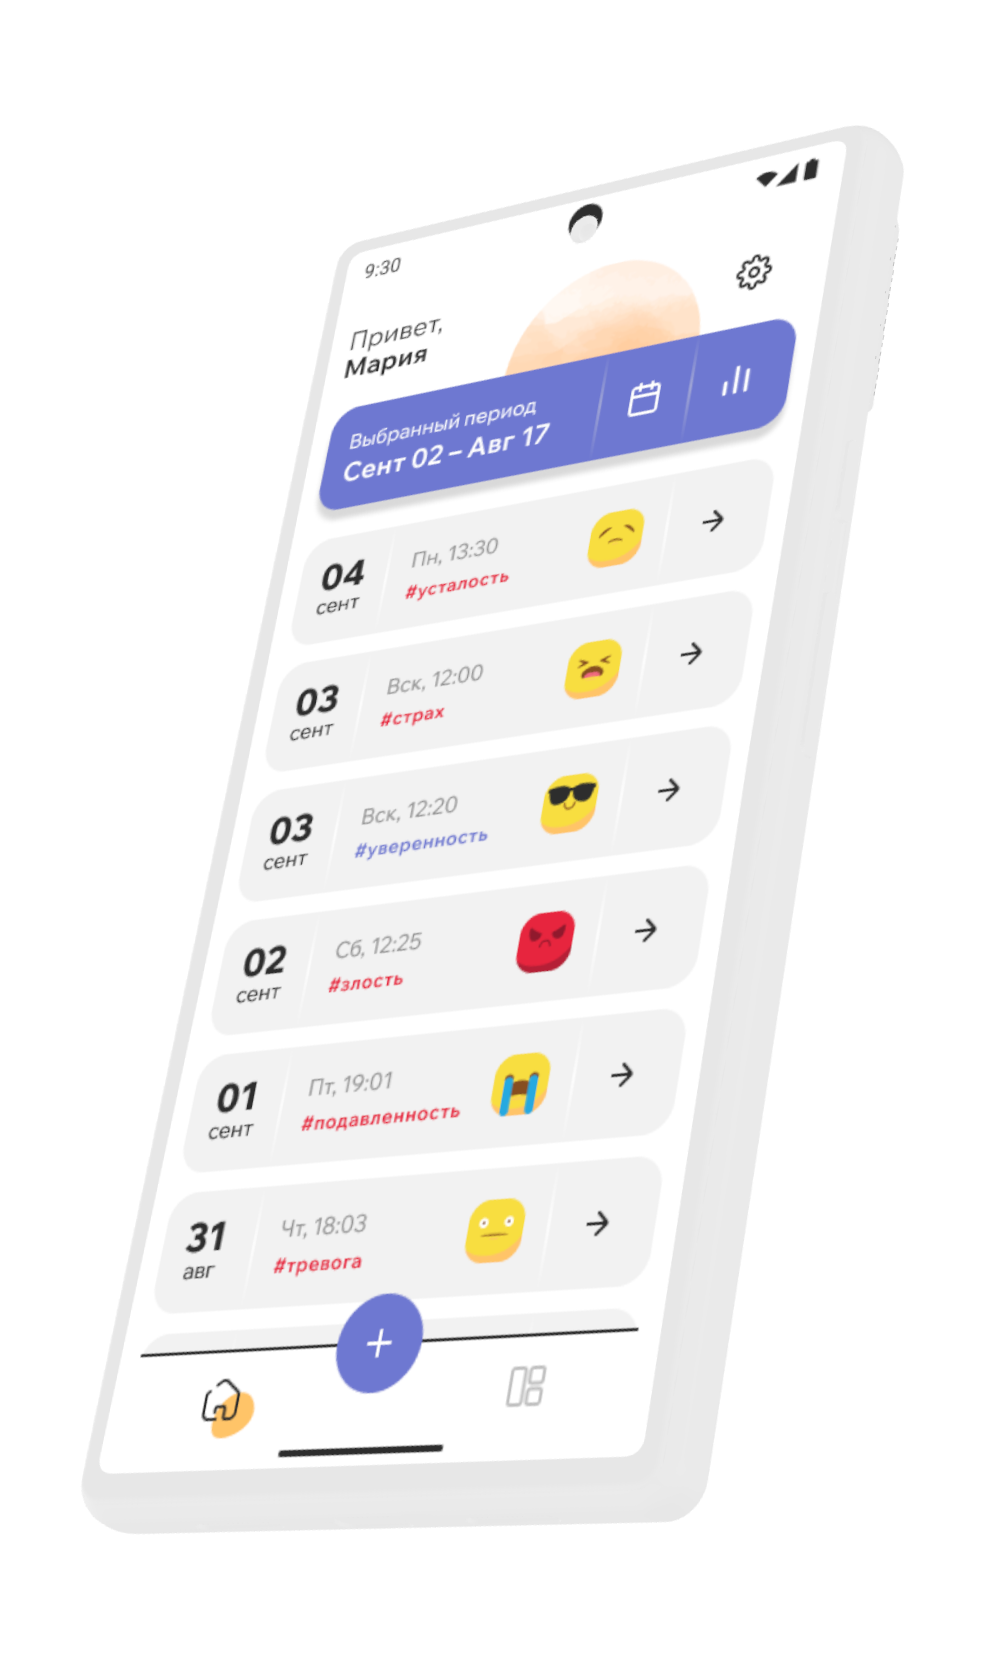 9:30
Привет,
Мария
Выбранный период
Сент 02 – Авг 17
04
сент
Пн, 13:30
#усталость
03
сент
Вск, 12:00
#страх
03
сент
Вск, 12:20
#уверенность
02
сент
Сб, 12:25
#злость
01
сент
Пт, 19:01
#подавленность
31
авг
Чт, 18:03
#тревога